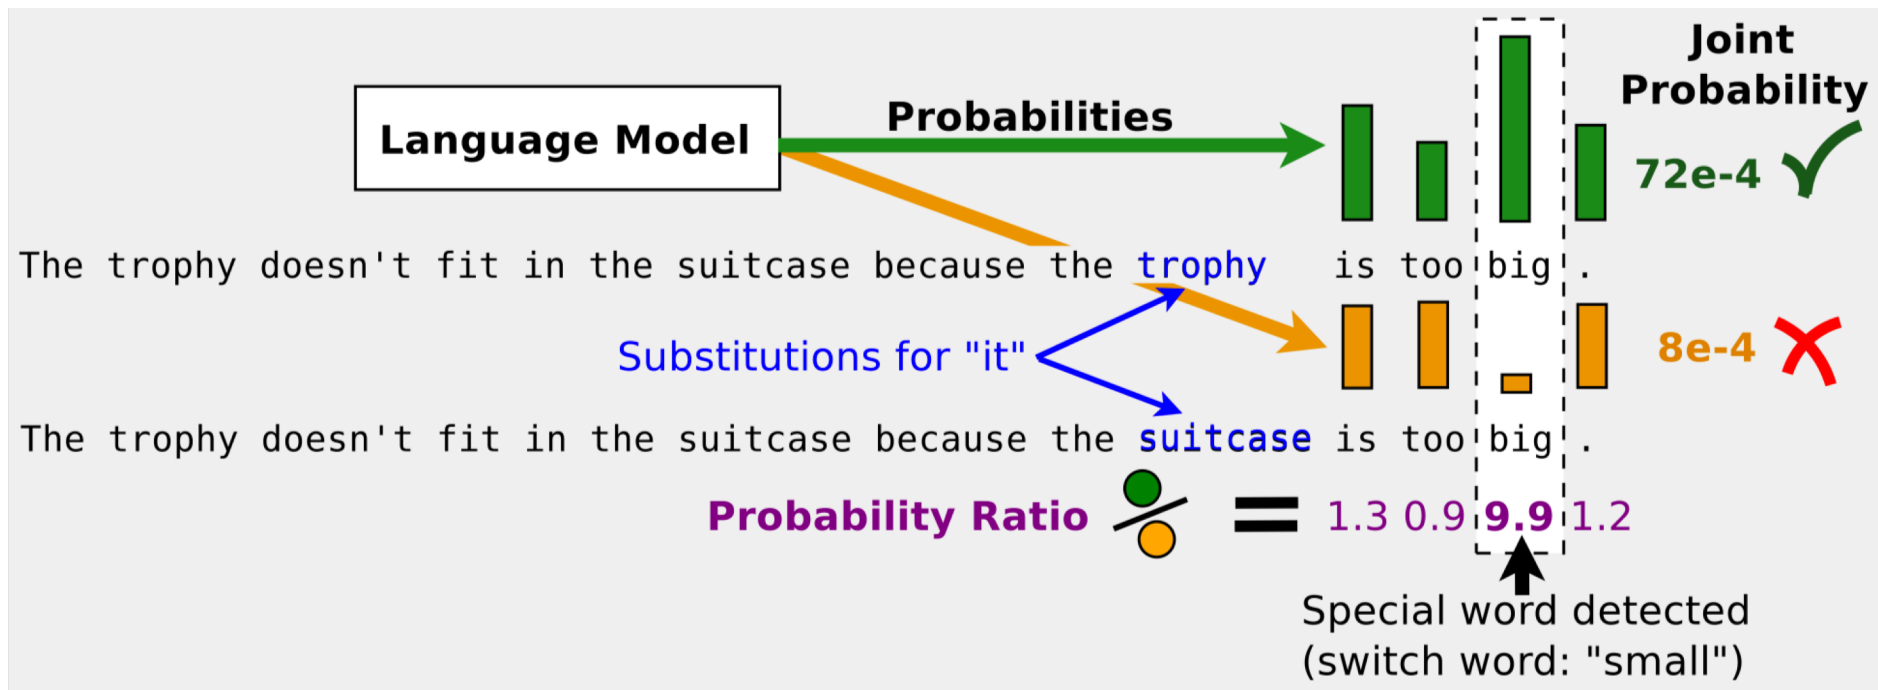 Joint
Probability
Language Model
Probabilities
72e-4
The trophy doesn't fit in the suitcase because the trophy is too big .
Substitutions for "it"
8e-4
The trophy doesn't fit in the suitcase because the suitcase is too big .
Probability Ratio = 1.3 0.9 9.9 1.2
Special word detected
(switch word: "small")